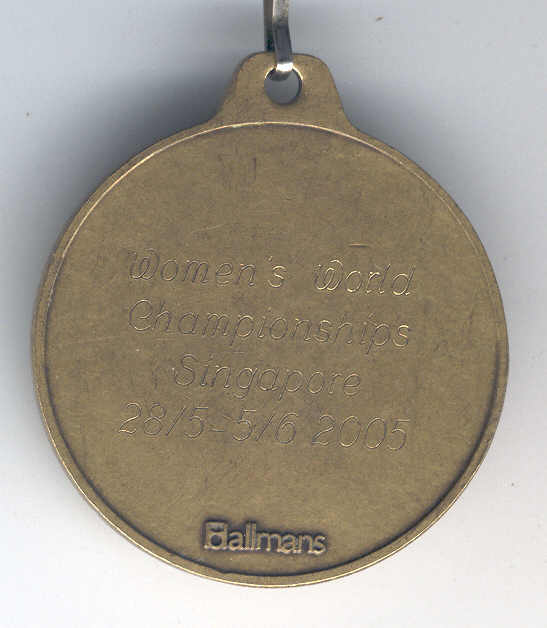 Women's World
Championships
Singapore
28/5-5/6 2005
Hallmans